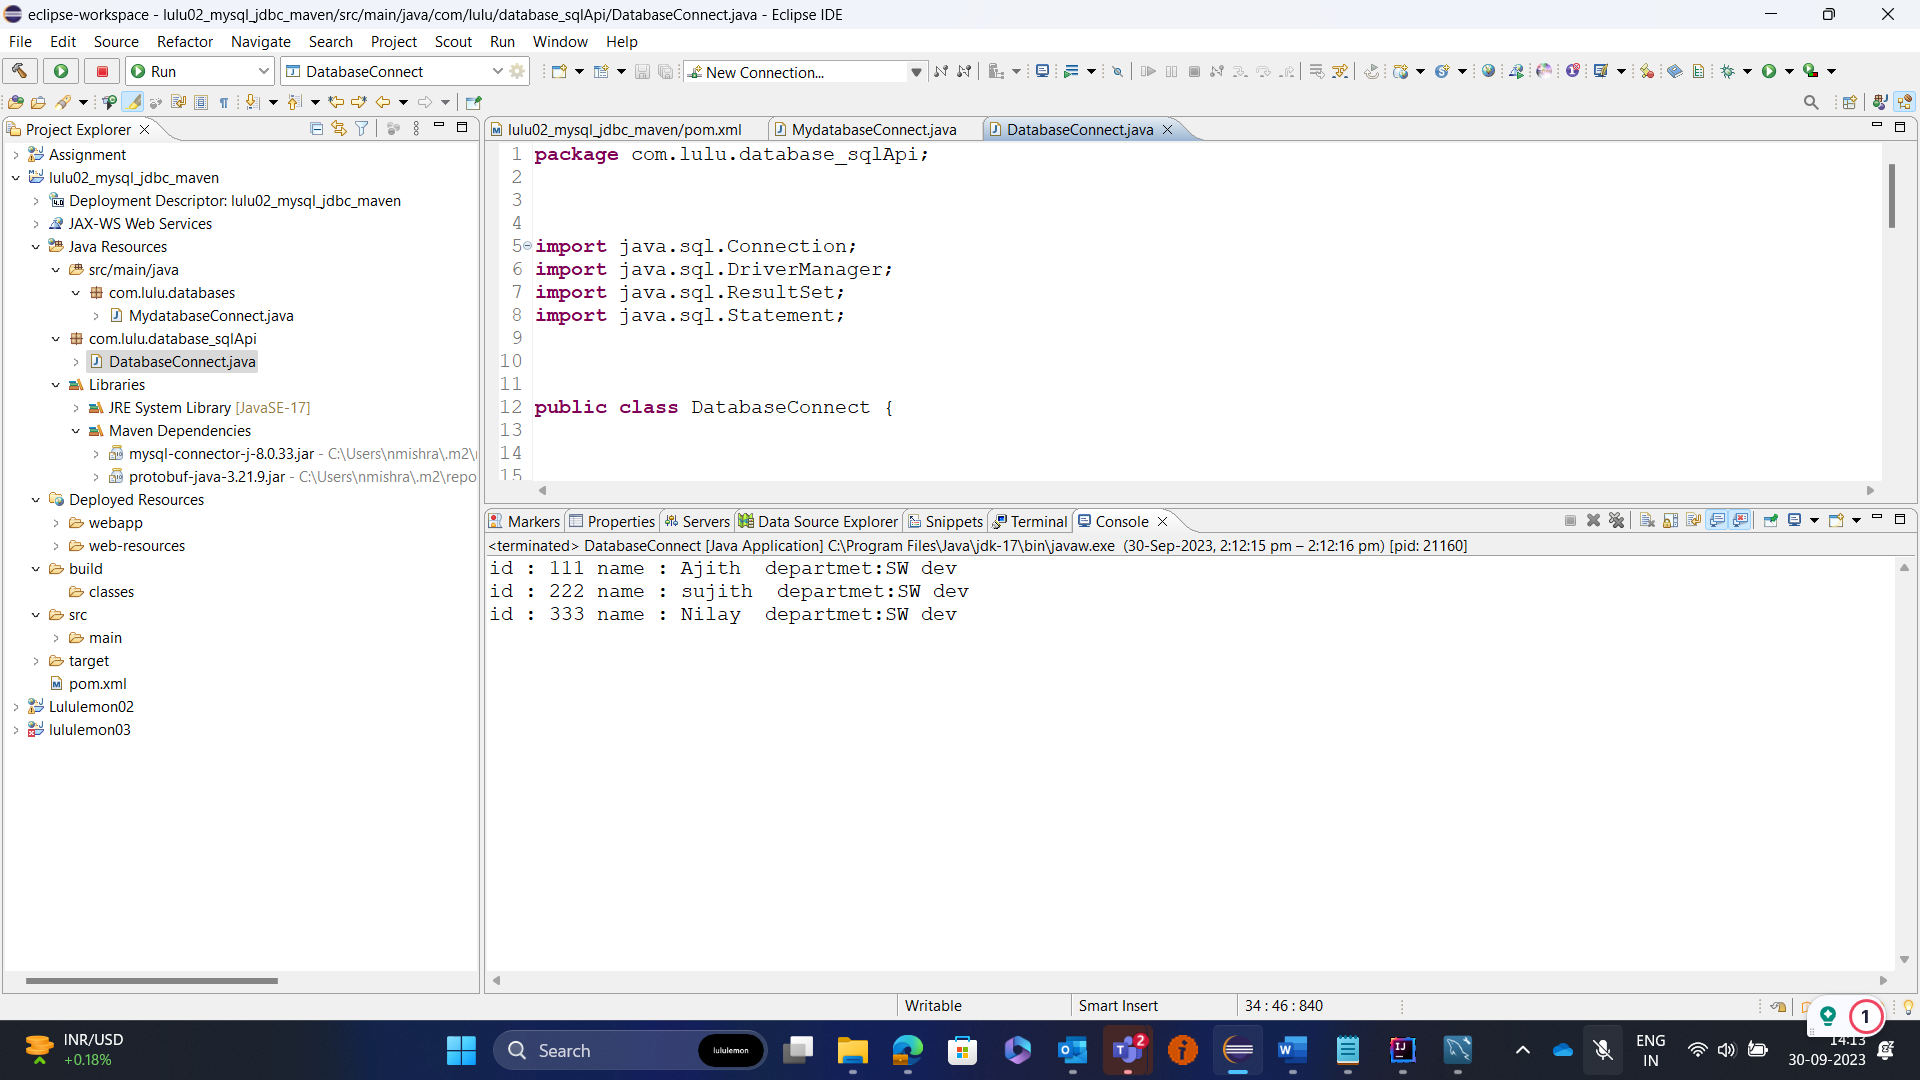 eclipse-workspace - lulu02_mysql_jdbc_maven/src/main/java/com/lulu/database_sqlApi/DatabaseConnect.java - Eclipse IDE
File Edit Source Refactor Navigate Search Project Scout Run Window Help
Run DatabaseConnect New Connection...
Project Explorer
Assignment
lulu02_mysql_jdbc_maven
Deployment Descriptor: lulu02_mysql_jdbc_maven
JAX-WS Web Services
Java Resources
src/main/java
com.lulu.databases
MydatabaseConnect.java
com.lulu.database_sqlApi
DatabaseConnect.java
Libraries
JRE System Library [JavaSE-17]
Maven Dependencies
mysql-connector-j-8.0.33.jar - C:\Users\nmishra\.m2\
protobuf-java-3.21.9.jar - C:\Users\nmishra\.m2\repo
Deployed Resources
webapp
web-resources
build
classes
src
main
target
pom.xml
Lululemon02
lululemon03
lulu02_mysql_jdbc_maven/pom.xml MydatabaseConnect.java DatabaseConnect.java
1 package com.lulu.database_sqlApi;
2
3
4
5 import java.sql.Connection;
6 import java.sql.DriverManager;
7 import java.sql.ResultSet;
8 import java.sql.Statement;
9
10
11
12 public class DatabaseConnect {
13
14
15
Markers Properties Servers Data Source Explorer Snippets Terminal Console
<terminated> DatabaseConnect [Java Application] C:\Program Files\Java\jdk-17\bin\javaw.exe (30-Sep-2023, 2:12:15 pm – 2:12:16 pm) [pid: 21160]
id : 111 name : Ajith  departmet:SW dev
id : 222 name : sujith  departmet:SW dev
id : 333 name : Nilay  departmet:SW dev
Writable Smart Insert 34 : 46 : 840
1
INR/USD
+0.18%
Search lululemon
2
ENG
IN
14:13
30-09-2023